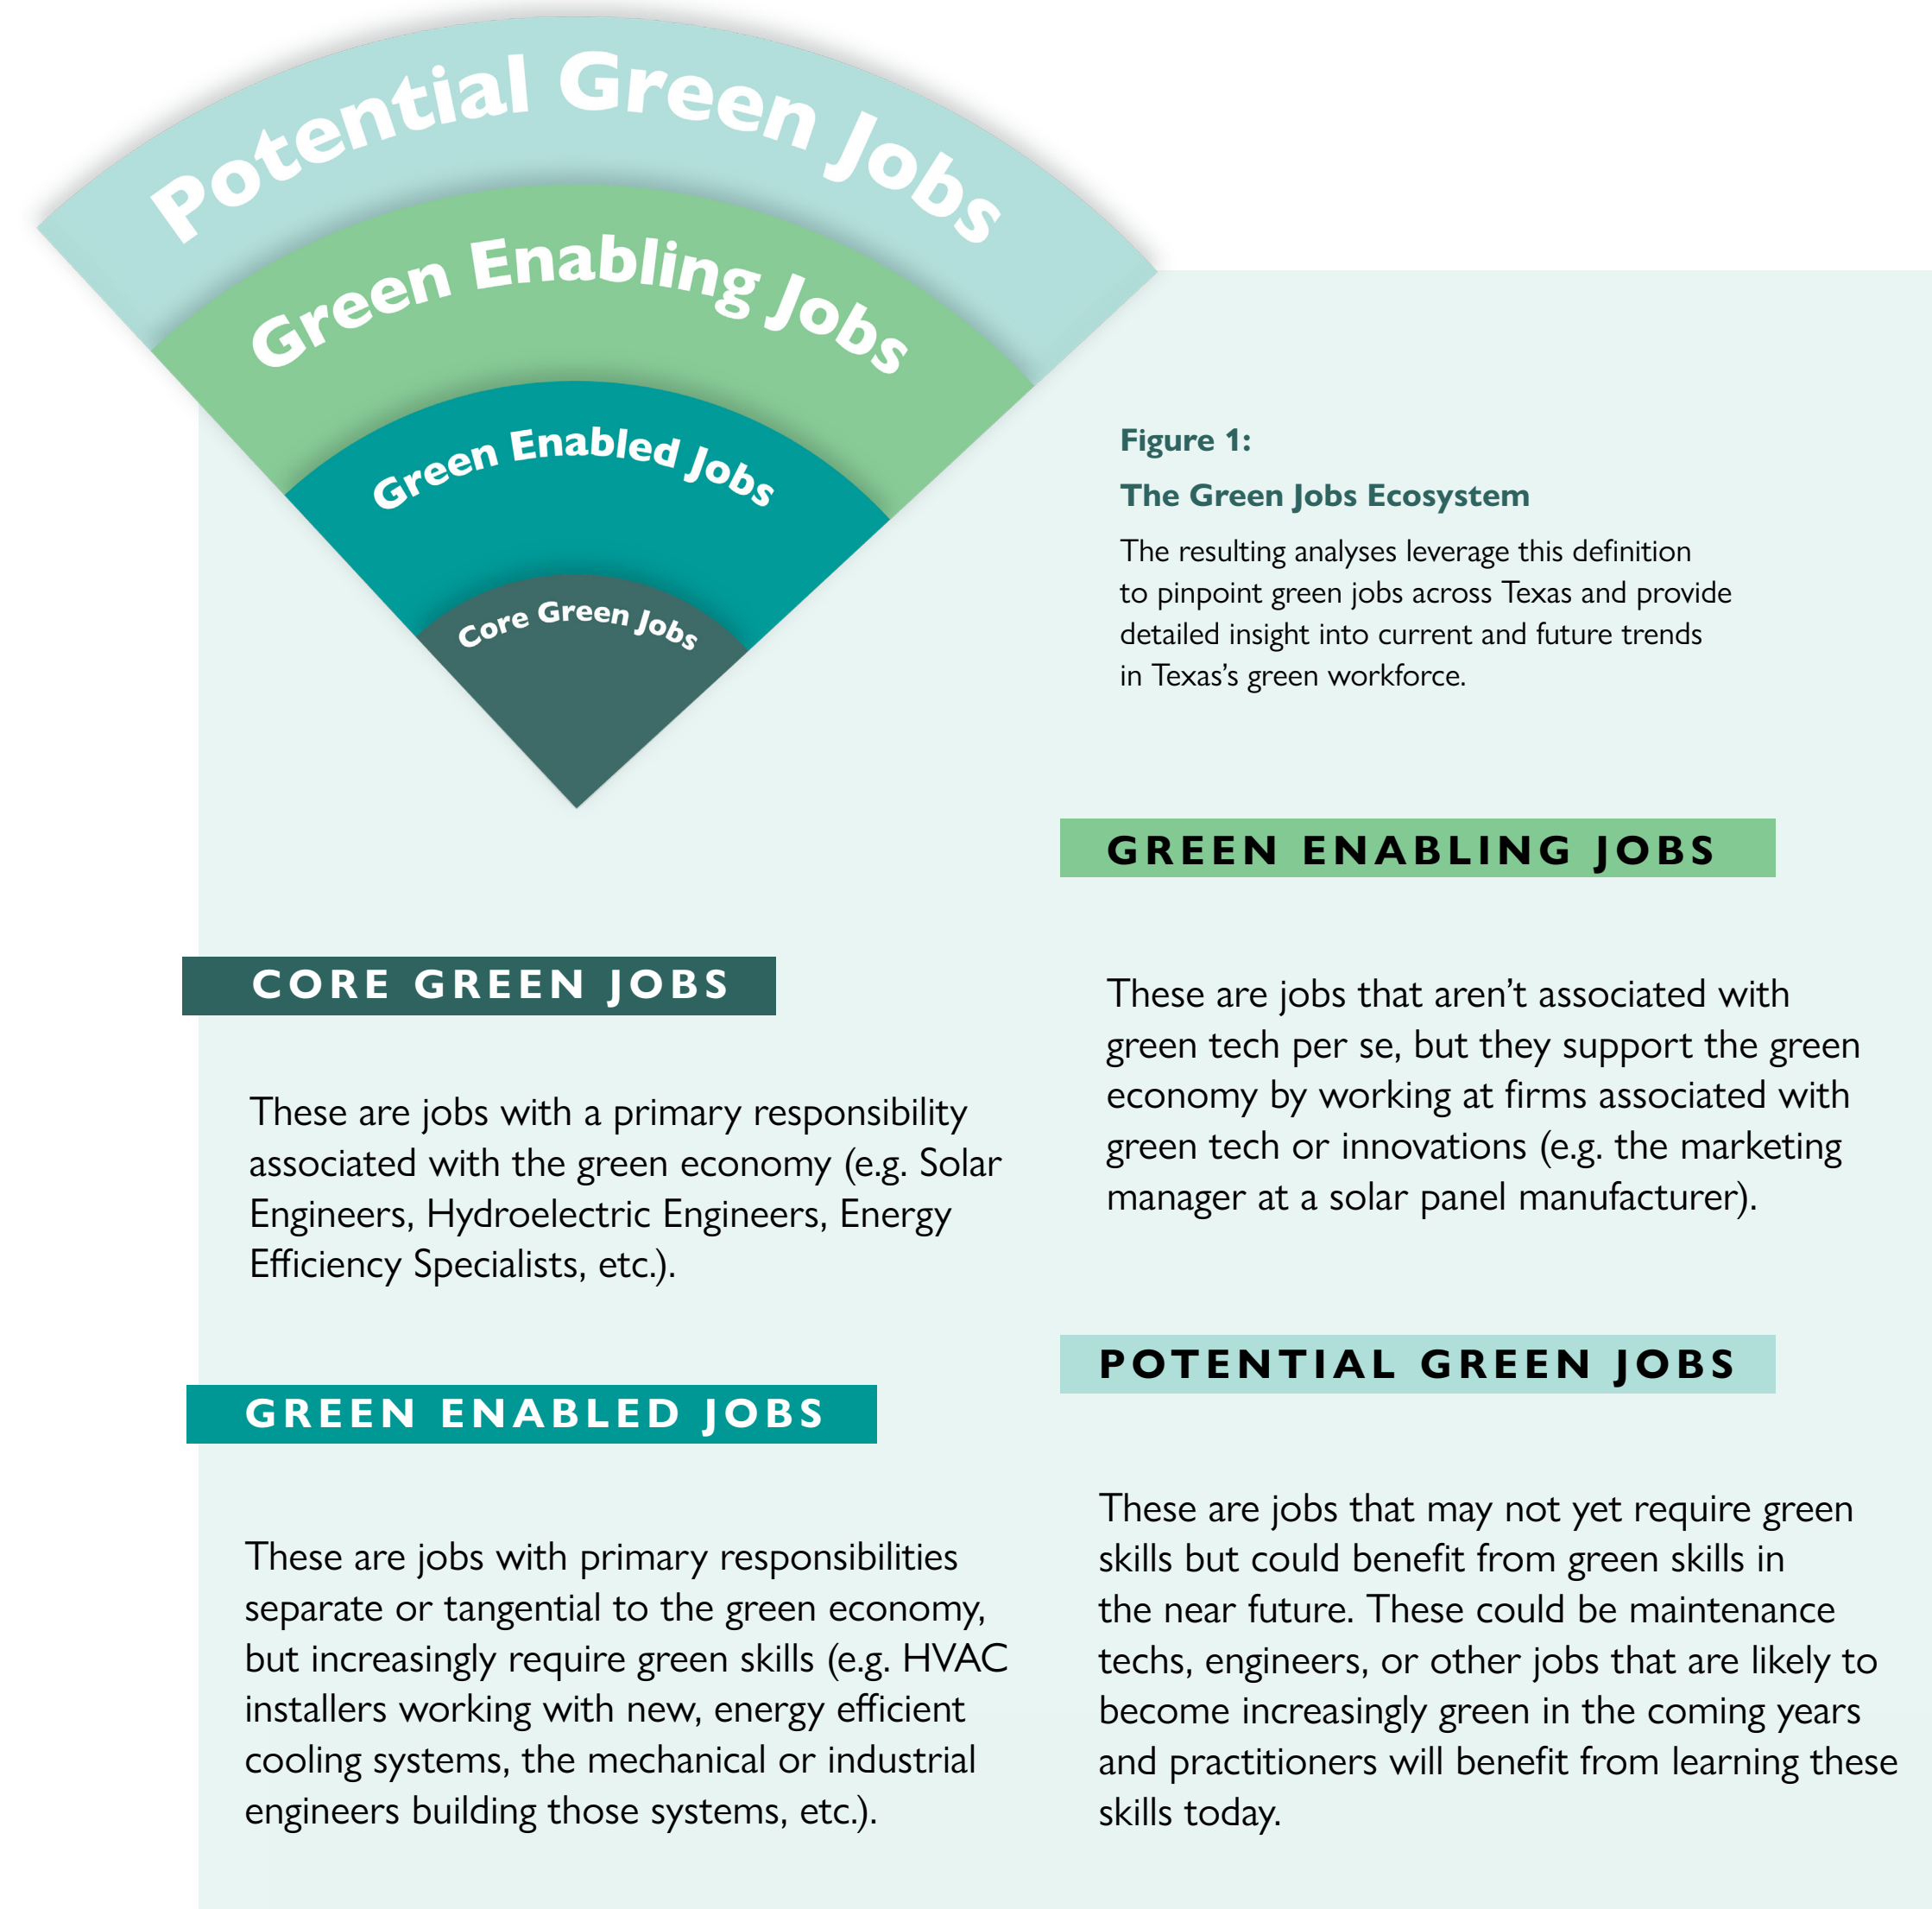 Potential Green Jobs
Green Enabling Jobs
Green Enabled Jobs
Core Green Jobs
Figure 1:
The Green Jobs Ecosystem
The resulting analyses leverage this definition
to pinpoint green jobs across Texas and provide
detailed insight into current and future trends
in Texas’s green workforce.
CORE GREEN JOBS
These are jobs with a primary responsibility
associated with the green economy (e.g. Solar
Engineers, Hydroelectric Engineers, Energy
Efficiency Specialists, etc.).
GREEN ENABLED JOBS
These are jobs with primary responsibilities
separate or tangential to the green economy,
but increasingly require green skills (e.g. HVAC
installers working with new, energy efficient
cooling systems, the mechanical or industrial
engineers building those systems, etc.).
GREEN ENABLING JOBS
These are jobs that aren’t associated with
green tech per se, but they support the green
economy by working at firms associated with
green tech or innovations (e.g. the marketing
manager at a solar panel manufacturer).
POTENTIAL GREEN JOBS
These are jobs that may not yet require green
skills but could benefit from green skills in
the near future. These could be maintenance
techs, engineers, or other jobs that are likely to
become increasingly green in the coming years
and practitioners will benefit from learning these
skills today.